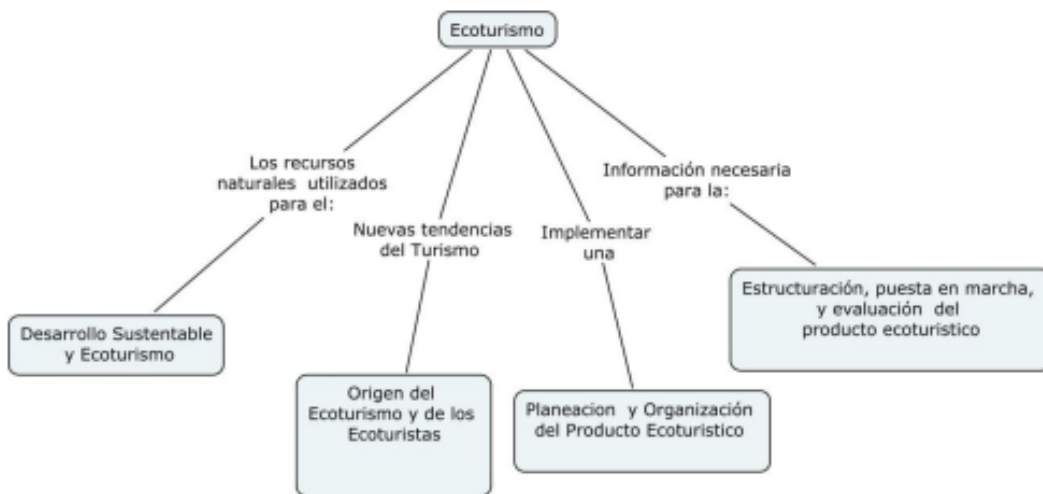 Ecoturismo
Los recursos
naturales utilizados
para el:
Nuevas tendencias
del Turismo
Implementar
una
Información necesaria
para la:
Desarrollo Sustentable
y Ecoturismo
Origen del
Ecoturismo y de los
Ecoturistas
Planeacion y Organización
del Producto Ecoturistico
Estructuración, puesta en marcha,
y evaluación del
producto ecoturistico